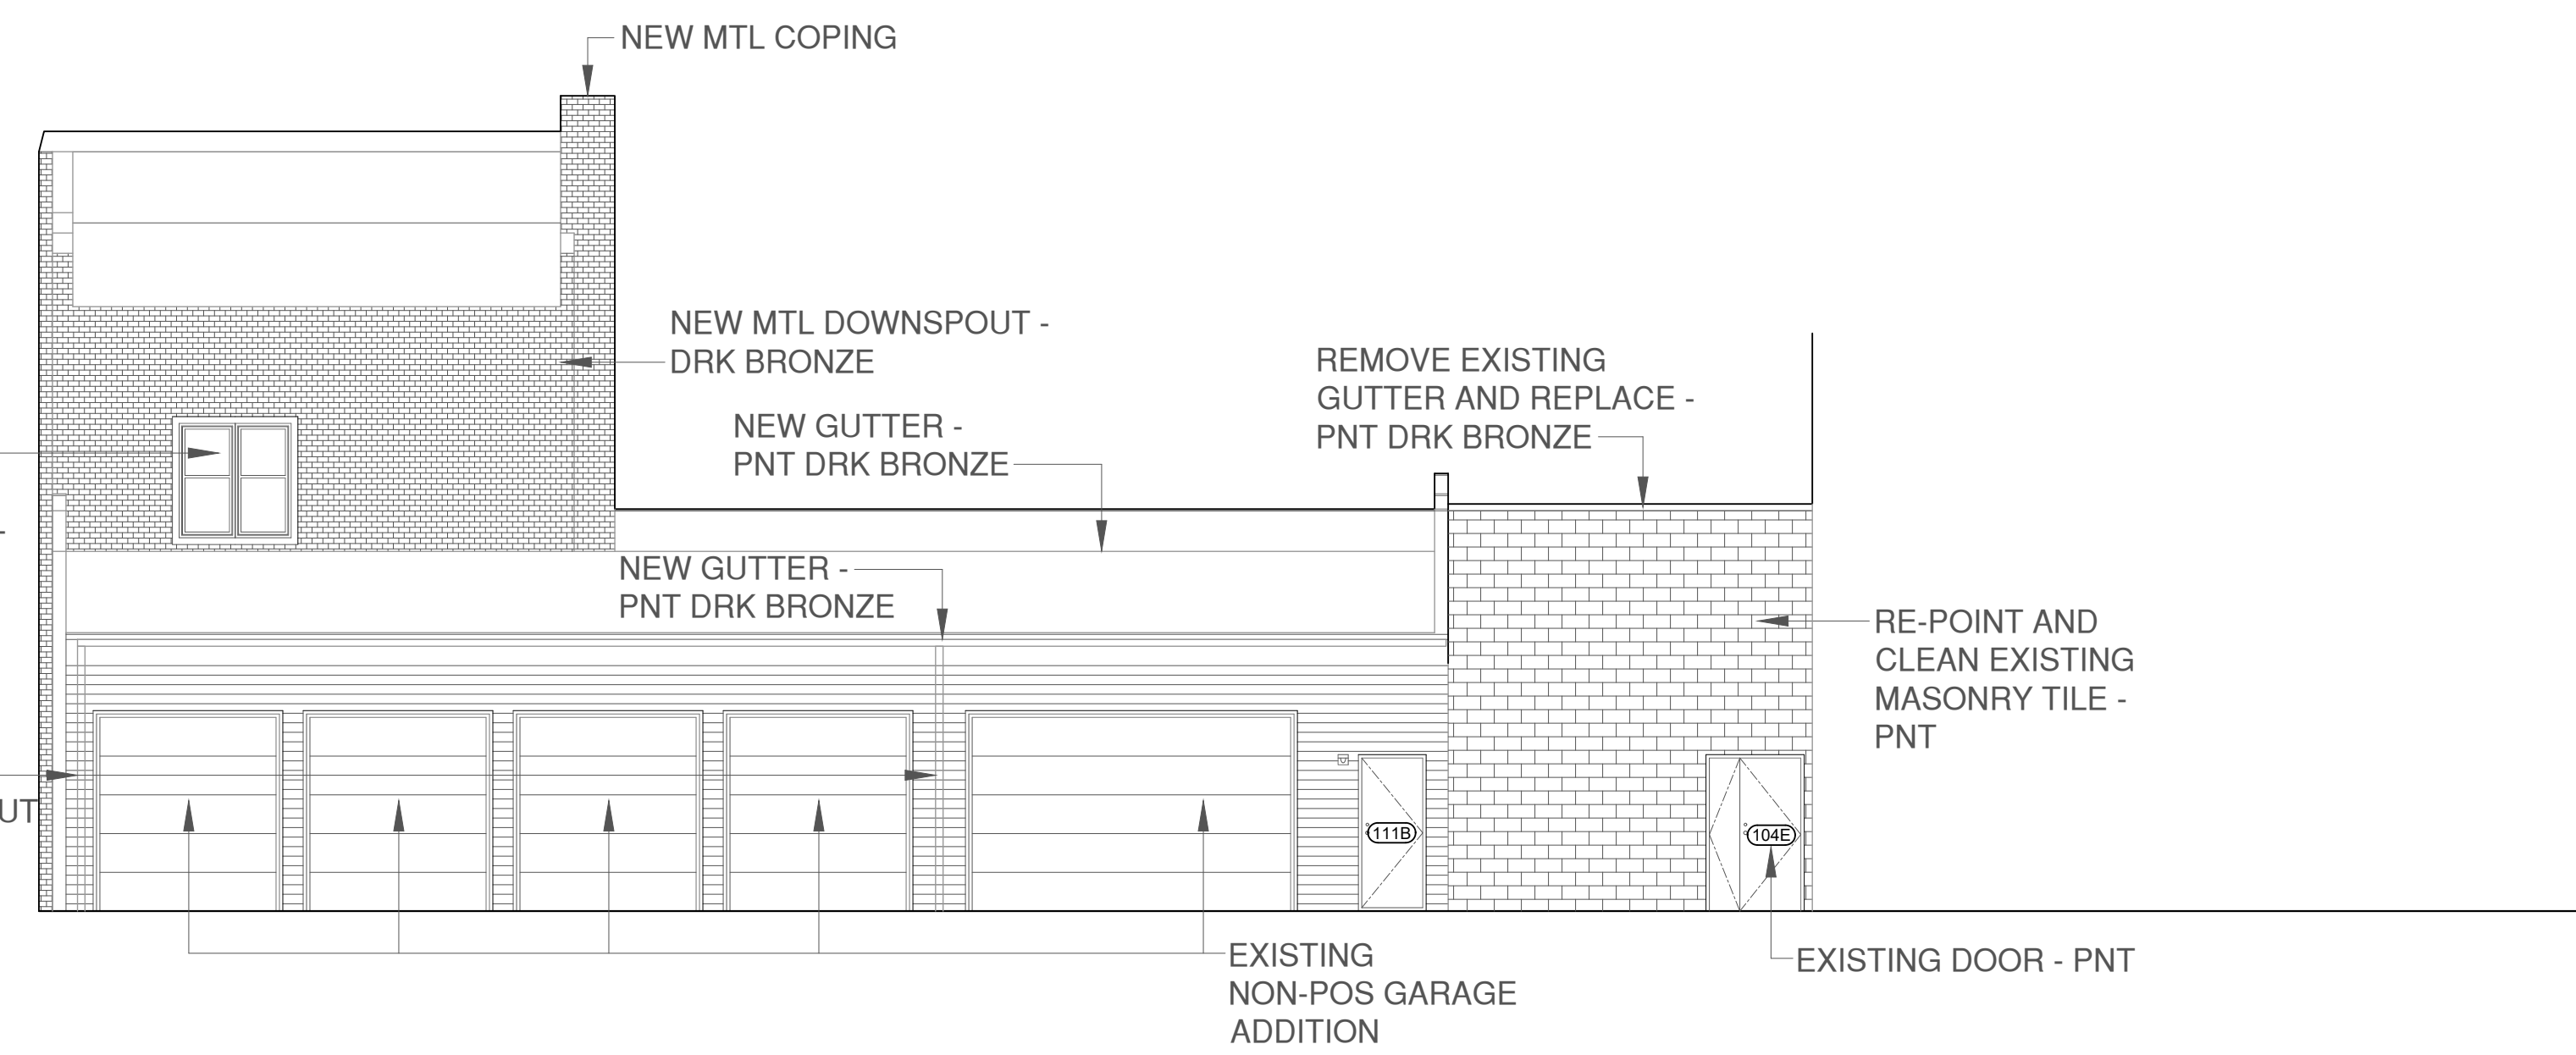 NEW MTL COPING
NEW MTL DOWNSPOUT -
DRK BRONZE
NEW GUTTER -
PNT DRK BRONZE
REMOVE EXISTING
GUTTER AND REPLACE -
PNT DRK BRONZE
NEW GUTTER -
PNT DRK BRONZE
RE-POINT AND
CLEAN EXISTING
MASONRY TILE -
PNT
-
UT
111B
104E
EXISTING
NON-POS GARAGE
ADDITION
EXISTING DOOR - PNT